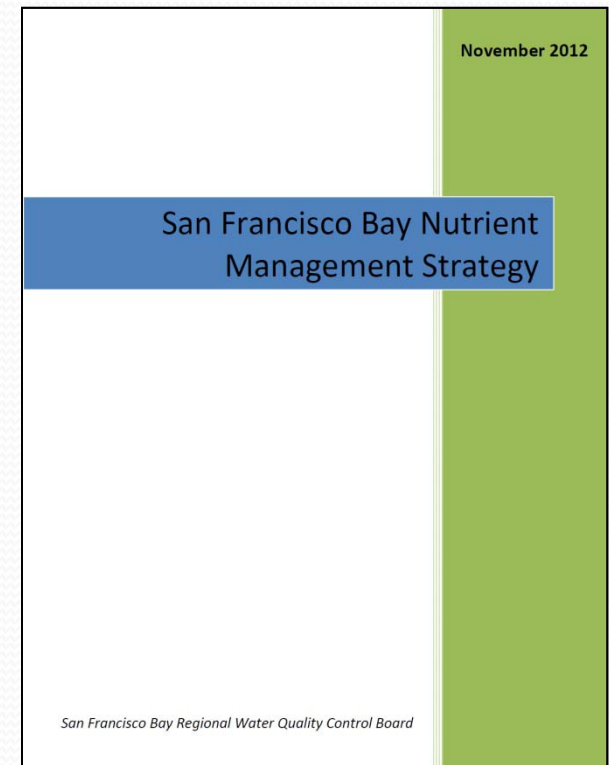 November 2012
San Francisco Bay Nutrient
Management Strategy
San Francisco Bay Regional Water Quality Control Board